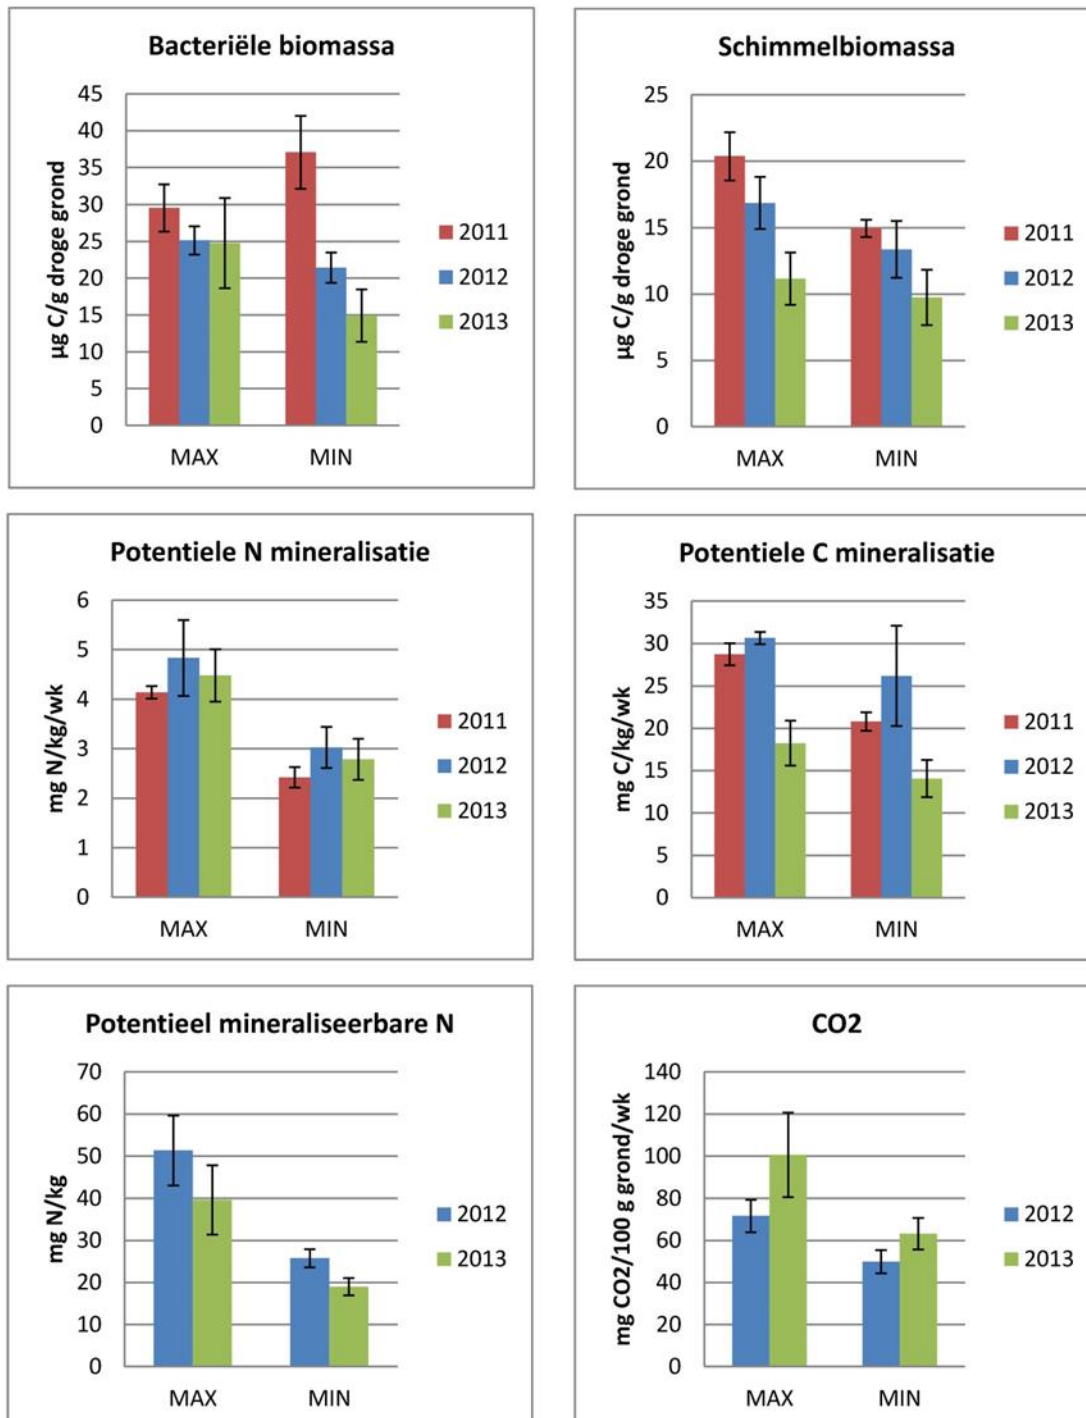 Bacteriële biomassa
µg C/g droge grond
45
40
35
30
25
20
15
10
5
0
MAX
MIN
2011
2012
2013
Schimmelbiomassa
µg C/g droge grond
25
20
15
10
5
0
MAX
MIN
2011
2012
2013
Potentiele N mineralisatie
mg N/kg/wk
6
5
4
3
2
1
0
MAX
MIN
2011
2012
2013
Potentiele C mineralisatie
mg C/kg/wk
35
30
25
20
15
10
5
0
MAX
MIN
2011
2012
2013
Potentieel mineraliseerbare N
mg N/kg
70
60
50
40
30
20
10
0
MAX
MIN
2012
2013
CO2
mg CO2/100 g grond/wk
140
120
100
80
60
40
20
0
MAX
MIN
2012
2013